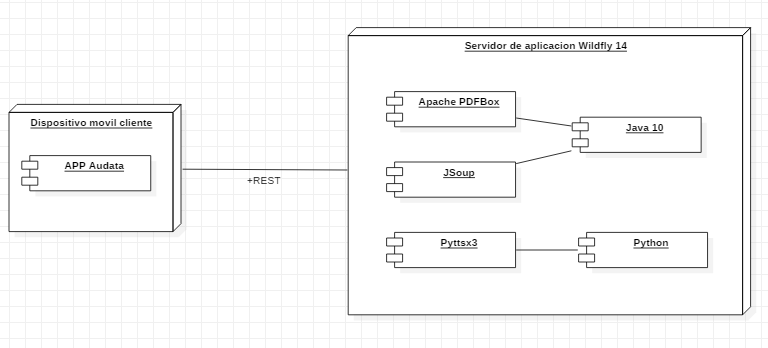 Servidor de aplicacion Wildfly 14
Apache PDFBox
Dispositivo movil cliente
Java 10
APP Audata
JSoup
+REST
Pyttsx3
Python